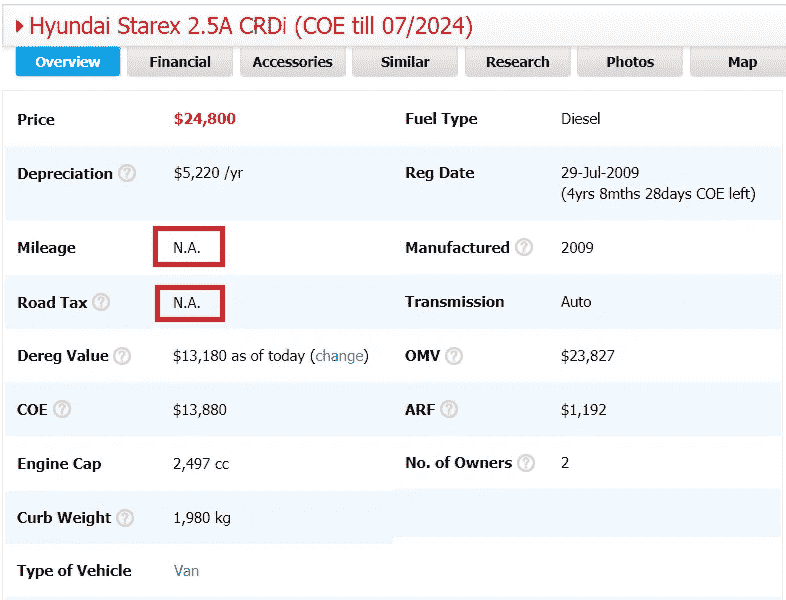 Hyundai Starex 2.5A CRDi (COE till 07/2024)
Overview Financial Accessories Similar Research Photos Map
Price $24,800 Fuel Type Diesel
Depreciation ? $5,220 /yr Reg Date 29-Jul-2009
(4yrs 8mths 28days COE left)
Mileage N.A. Manufactured ? 2009
Road Tax ? N.A. Transmission Auto
Dereg Value ? $13,180 as of today (change) OMV ? $23,827
COE ? $13,880 ARF ? $1,192
Engine Cap 2,497 cc No. of Owners ? 2
Curb Weight ? 1,980 kg
Type of Vehicle Van